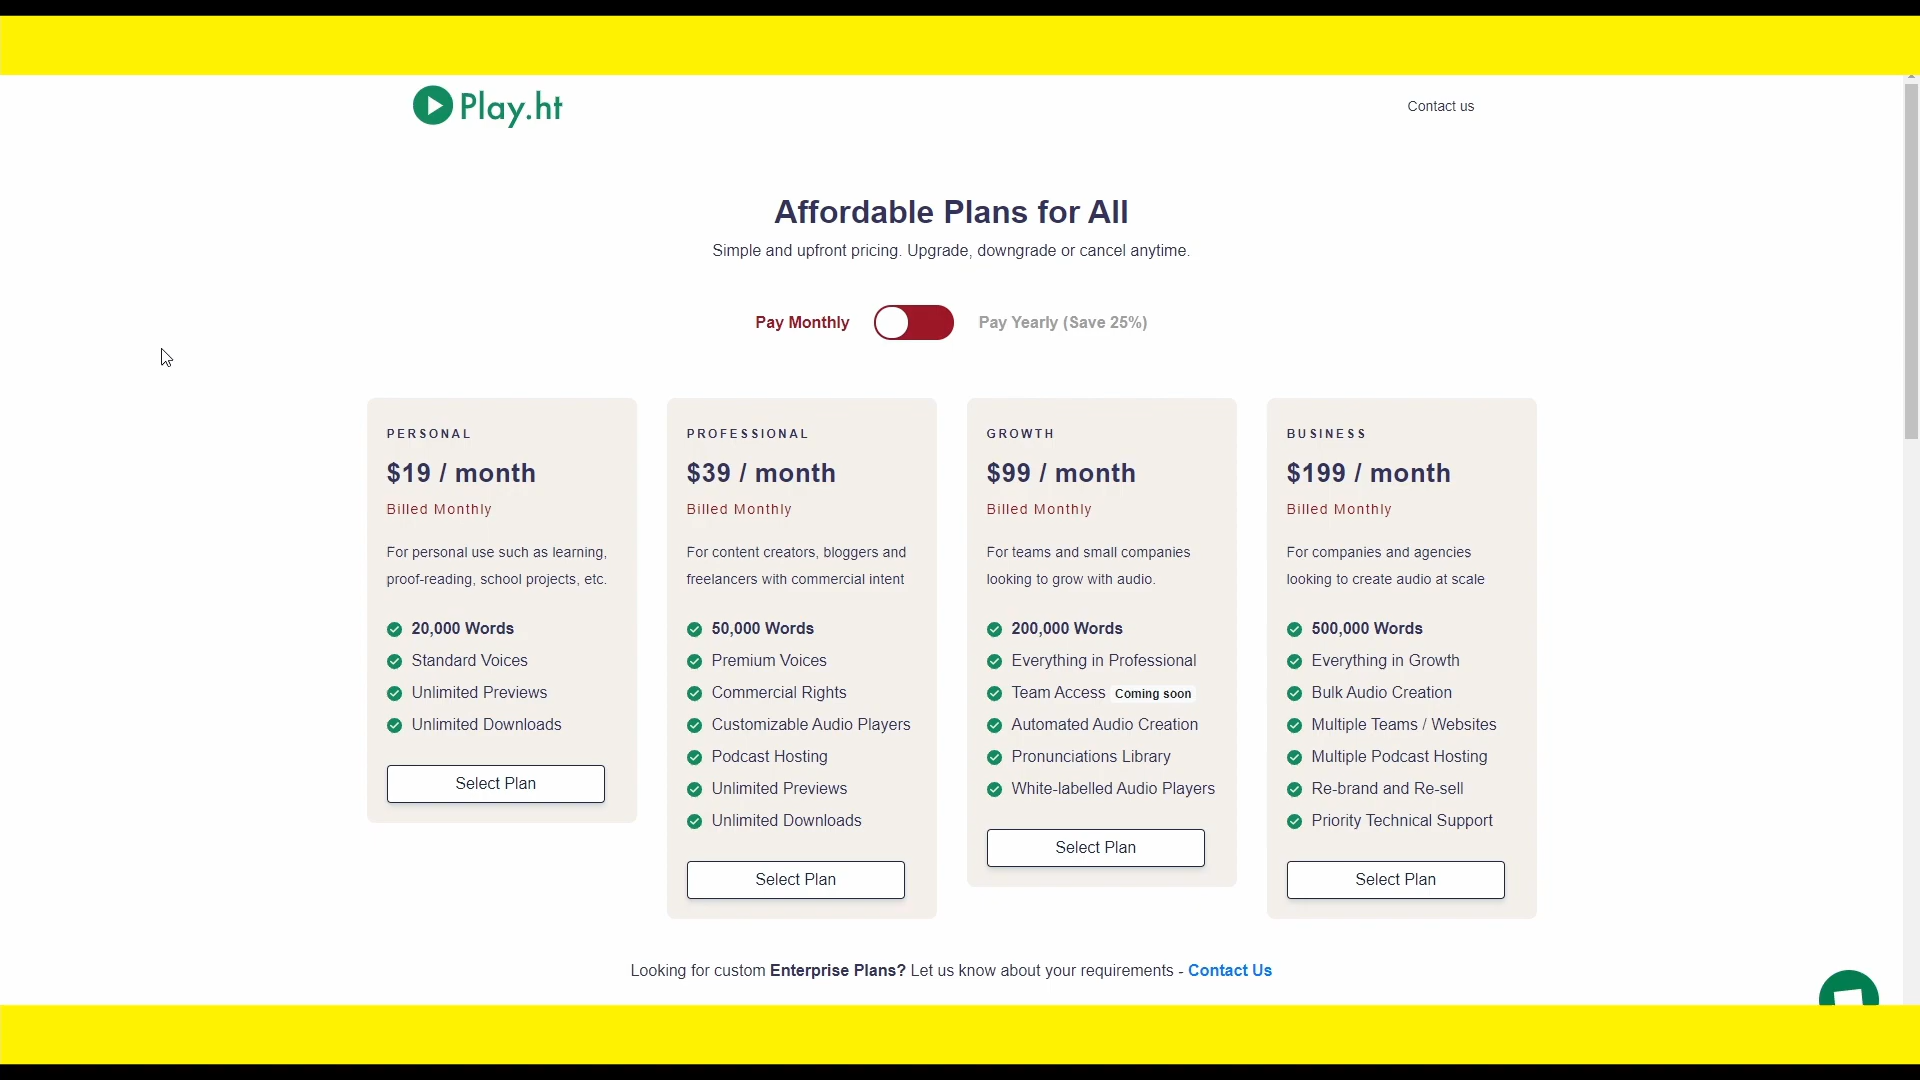 Play.ht
Contact us
Affordable Plans for All
Simple and upfront pricing. Upgrade, downgrade or cancel anytime.
Pay Monthly
Pay Yearly (Save 25%)
PERSONAL
$19 / month
Billed Monthly
For personal use such as learning,
proof-reading, school projects, etc.
20,000 Words
Standard Voices
Unlimited Previews
Unlimited Downloads
Select Plan
PROFESSIONAL
$39 / month
Billed Monthly
For content creators, bloggers and
freelancers with commercial intent
50,000 Words
Premium Voices
Commercial Rights
Customizable Audio Players
Podcast Hosting
Unlimited Previews
Unlimited Downloads
Select Plan
GROWTH
$99 / month
Billed Monthly
For teams and small companies
looking to grow with audio.
200,000 Words
Everything in Professional
Team Access Coming soon
Automated Audio Creation
Pronunciations Library
White-labelled Audio Players
Select Plan
BUSINESS
$199 / month
Billed Monthly
For companies and agencies
looking to create audio at scale
500,000 Words
Everything in Growth
Bulk Audio Creation
Multiple Teams / Websites
Multiple Podcast Hosting
Re-brand and Re-sell
Priority Technical Support
Select Plan
Looking for custom Enterprise Plans? Let us know about your requirements - Contact Us